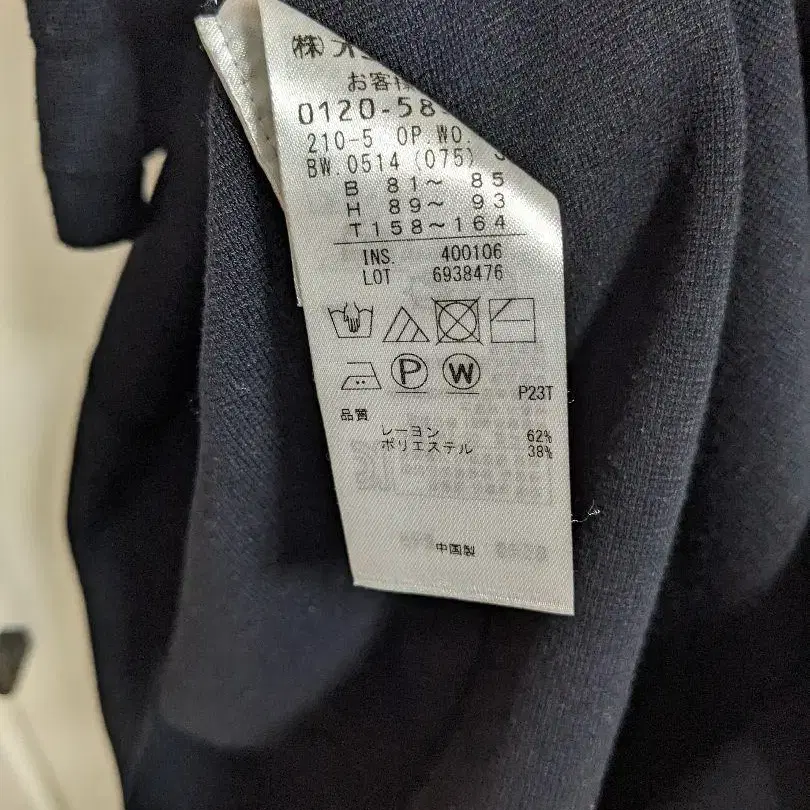 (株)オ
お客様
0120-58
210-5 OP.WO.
BW.0514 (075)
B 81〜 85
H 89〜 93
T158〜164
INS. 400106
LOT 6938476
P W
P23T
品質
レーヨン 62%
ポリエステル 38%
中国製